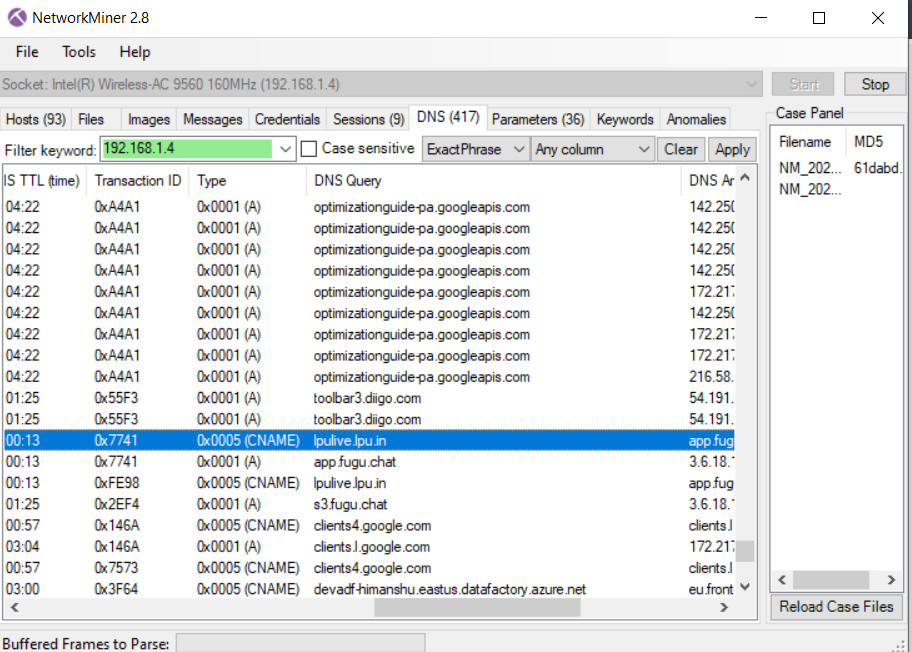 NetworkMiner 2.8
File Tools Help
Socket: Intel(R) Wireless-AC 9560 160MHz (192.168.1.4) Start Stop
Hosts (93) Files Images Messages Credentials Sessions (9) DNS (417) Parameters (36) Keywords Anomalies
Case Panel
Filter keyword: 192.168.1.4 Case sensitive ExactPhrase Any column Clear Apply
Filename MD5
NM_202... 61dabd.
NM_202...
IS TTL (time) Transaction ID Type DNS Query DNS Ar
04:22 0xA4A1 0x0001 (A) optimizationguide-pa.googleapis.com 142.250
04:22 0xA4A1 0x0001 (A) optimizationguide-pa.googleapis.com 142.250
04:22 0xA4A1 0x0001 (A) optimizationguide-pa.googleapis.com 142.250
04:22 0xA4A1 0x0001 (A) optimizationguide-pa.googleapis.com 142.250
04:22 0xA4A1 0x0001 (A) optimizationguide-pa.googleapis.com 172.217
04:22 0xA4A1 0x0001 (A) optimizationguide-pa.googleapis.com 142.250
04:22 0xA4A1 0x0001 (A) optimizationguide-pa.googleapis.com 172.217
04:22 0xA4A1 0x0001 (A) optimizationguide-pa.googleapis.com 172.217
04:22 0xA4A1 0x0001 (A) optimizationguide-pa.googleapis.com 216.58.
01:25 0x55F3 0x0001 (A) toolbar3.diigo.com 54.191.
01:25 0x55F3 0x0001 (A) toolbar3.diigo.com 54.191.
00:13 0x7741 0x0005 (CNAME) lpulive.lpu.in app.fug
00:13 0x7741 0x0001 (A) app.fugu.chat 3.6.18.1
00:13 0xFE98 0x0005 (CNAME) lpulive.lpu.in app.fug
01:25 0x2EF4 0x0001 (A) s3.fugu.chat 3.6.18.1
00:57 0x146A 0x0005 (CNAME) clients4.google.com clients.l
03:04 0x146A 0x0001 (A) clients.l.google.com 172.217
00:57 0x7573 0x0005 (CNAME) clients4.google.com clients.l
03:00 0x3F64 0x0005 (CNAME) devadf-himanshu.eastus.datafactory.azure.net eu.front
Reload Case Files
Buffered Frames to Parse: